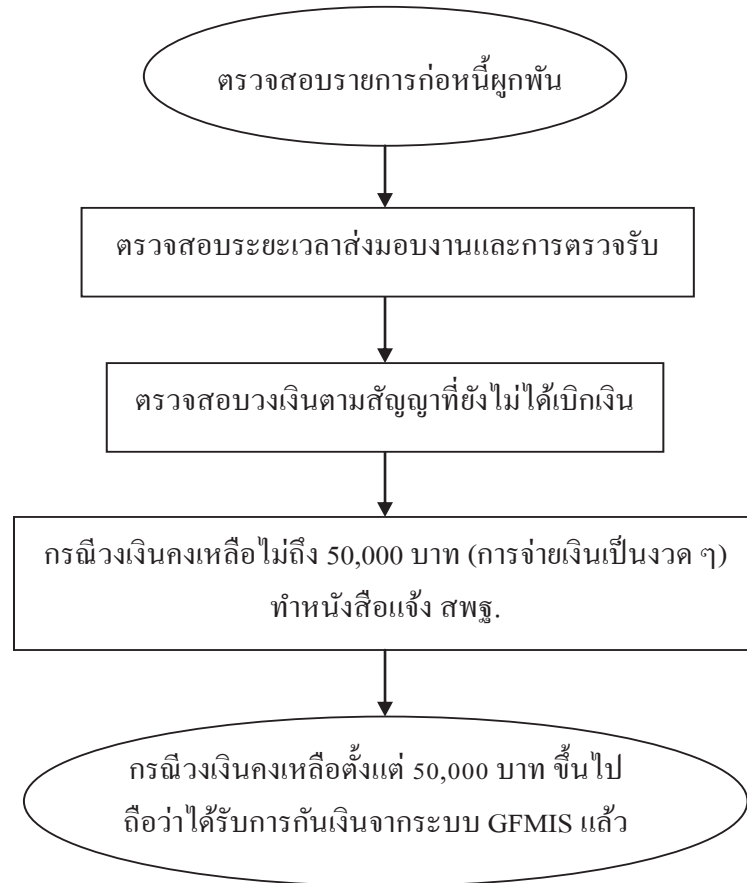 ตรวจสอบรายการก่อหนี้ผูกพัน
ตรวจสอบระยะเวลาส่งมอบงานและการตรวจรับ
ตรวจสอบวงเงินตามสัญญาที่ยังไม่ได้เบิกเงิน
กรณีวงเงินคงเหลือไม่ถึง 50,000 บาท (การจ่ายเงินเป็นงวด ๆ)
ทำหนังสือแจ้ง สพฐ.
กรณีวงเงินคงเหลือตั้งแต่ 50,000 บาท ขึ้นไป
ถือว่าได้รับการกันเงินจากระบบ GFMIS แล้ว